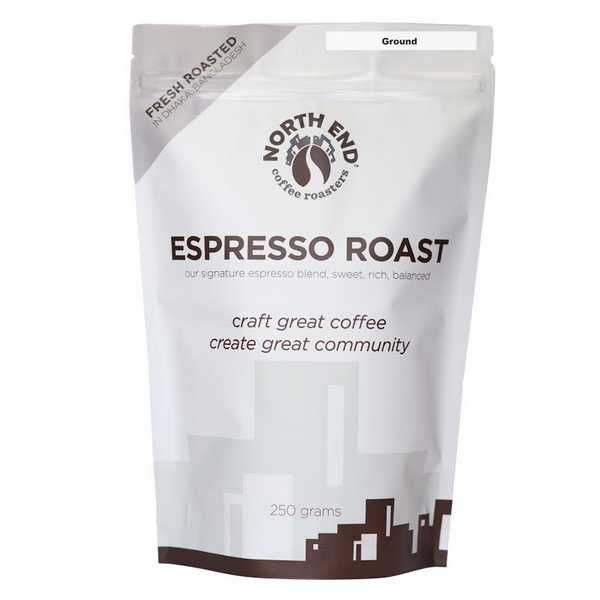 Ground
FRESH ROASTED
IN DHAKA, BANGLADESH
NORTH END
coffee roasters
ESPRESSO ROAST
our signature espresso blend, sweet, rich, balanced
craft great coffee
create great community
250 grams